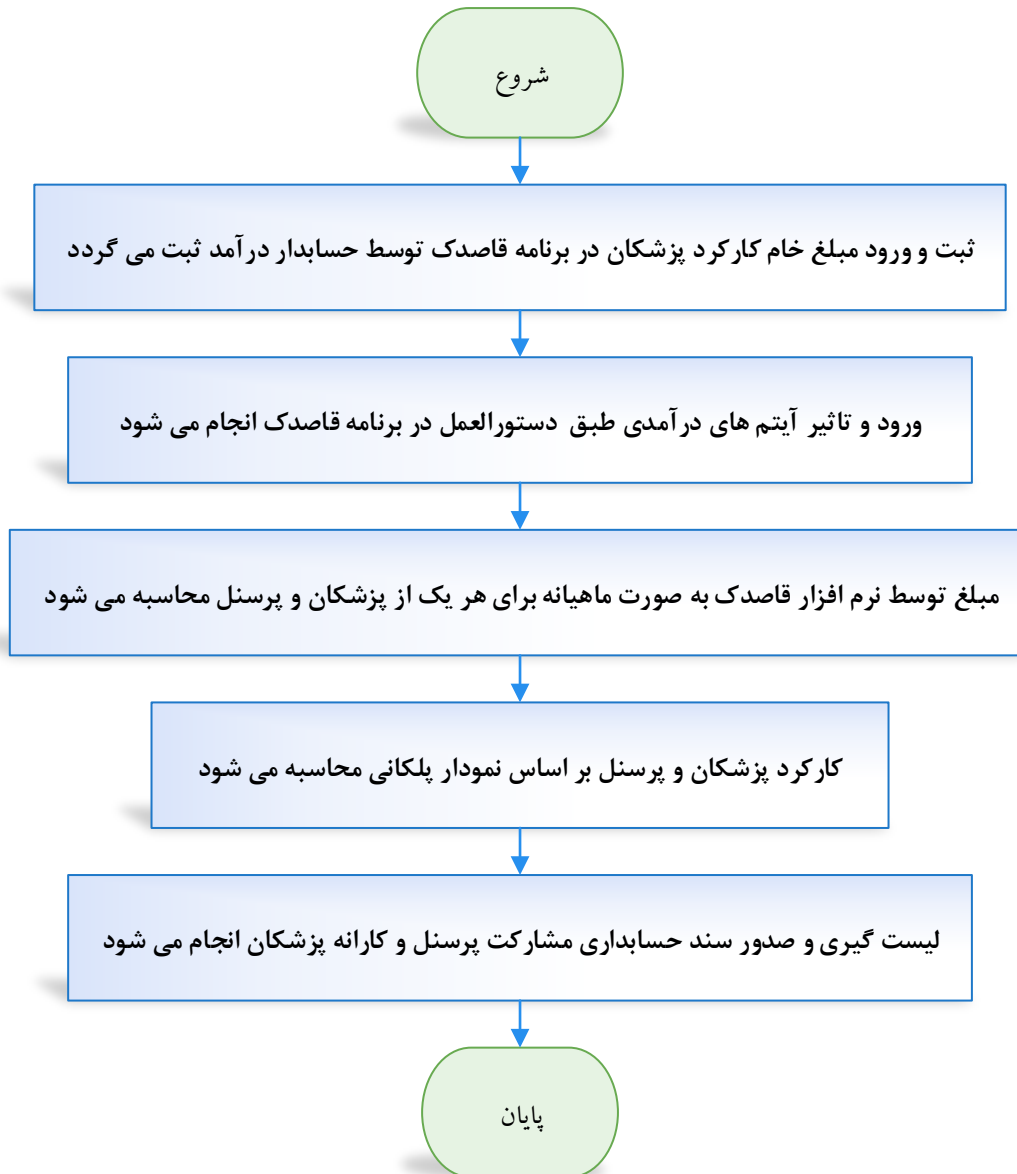 شروع
ثبت و ورود مبلغ خام کارکرد پزشکان در برنامه قاصدک توسط حسابدار درآمد ثبت می گردد
ورود و تاثیر آیتم های درآمدی طبق دستورالعمل در برنامه قاصدک انجام می شود
مبلغ توسط نرم افزار قاصدک به صورت ماهیانه برای هر یک از پزشکان و پرسنل محاسبه می شود
کارکرد پزشکان و پرسنل بر اساس نمودار پلکانی محاسبه می شود
لیست گیری و صدور سند حسابداری مشارکت پرسنل و کارانه پزشکان انجام می شود
پایان